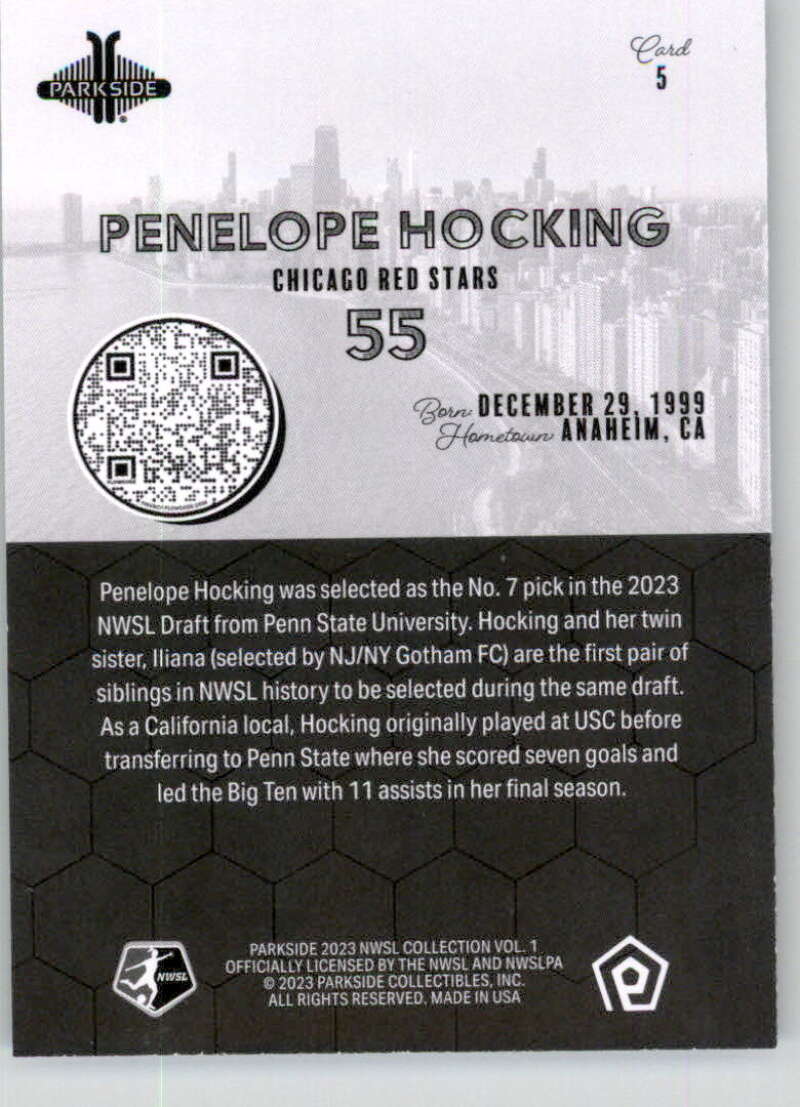 PARKSIDE
Card
5
PENELOPE HOCKING
CHICAGO RED STARS
55
Born: DECEMBER 29, 1999
Hometown: ANAHEIM, CA
Penelope Hocking was selected as the No. 7 pick in the 2023
NWSL Draft from Penn State University. Hocking and her twin
sister, Iliana (selected by NJ/NY Gotham FC) are the first pair of
siblings in NWSL history to be selected during the same draft.
As a California local, Hocking originally played at USC before
transferring to Penn State where she scored seven goals and
led the Big Ten with 11 assists in her final season.
NWSL
PARKSIDE 2023 NWSL COLLECTION VOL. 1
OFFICIALLY LICENSED BY THE NWSL AND NWSLPA
© 2023 PARKSIDE COLLECTIBLES, INC.
ALL RIGHTS RESERVED. MADE IN USA